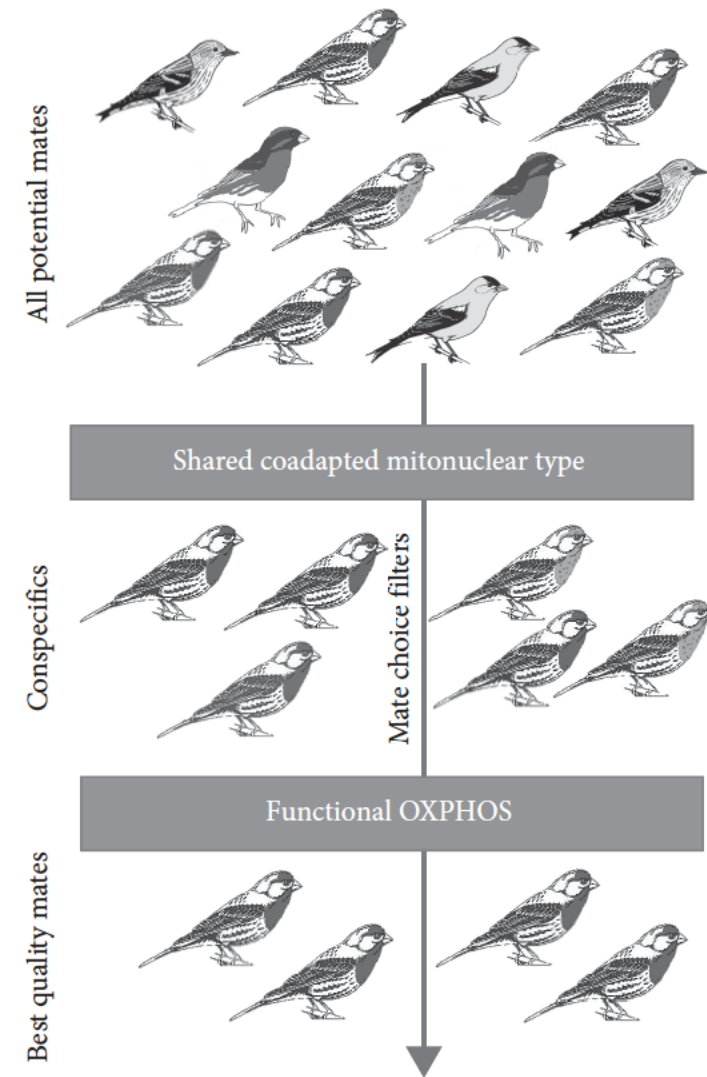 All potential mates
Shared coadapted mitonuclear type
Conspecifics
Mate choice filters
Functional OXPHOS
Best quality mates